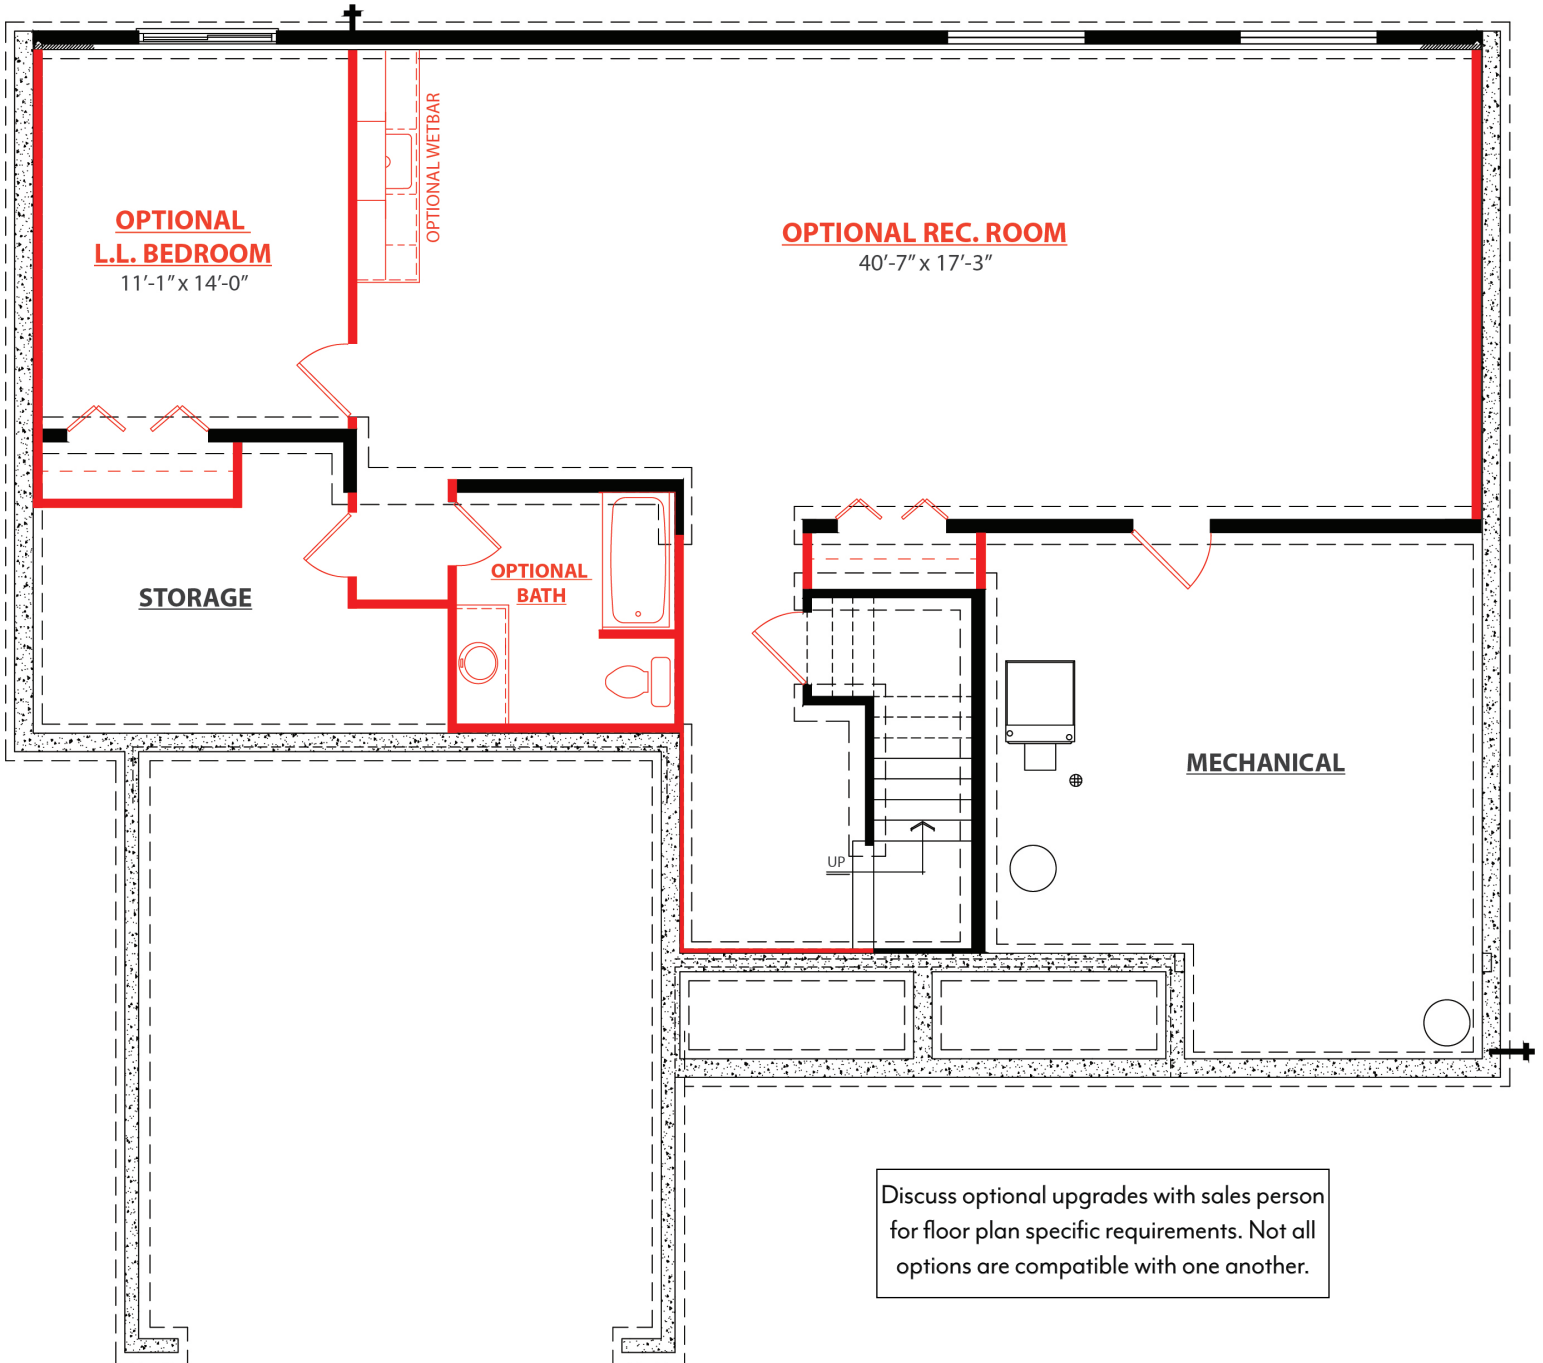 OPTIONAL
L.L. BEDROOM
11'-1" x 14'-0"
OPTIONAL WETBAR
OPTIONAL REC. ROOM
40'-7" x 17'-3"
STORAGE
OPTIONAL
BATH
MECHANICAL
UP
Discuss optional upgrades with sales person
for floor plan specific requirements. Not all
options are compatible with one another.